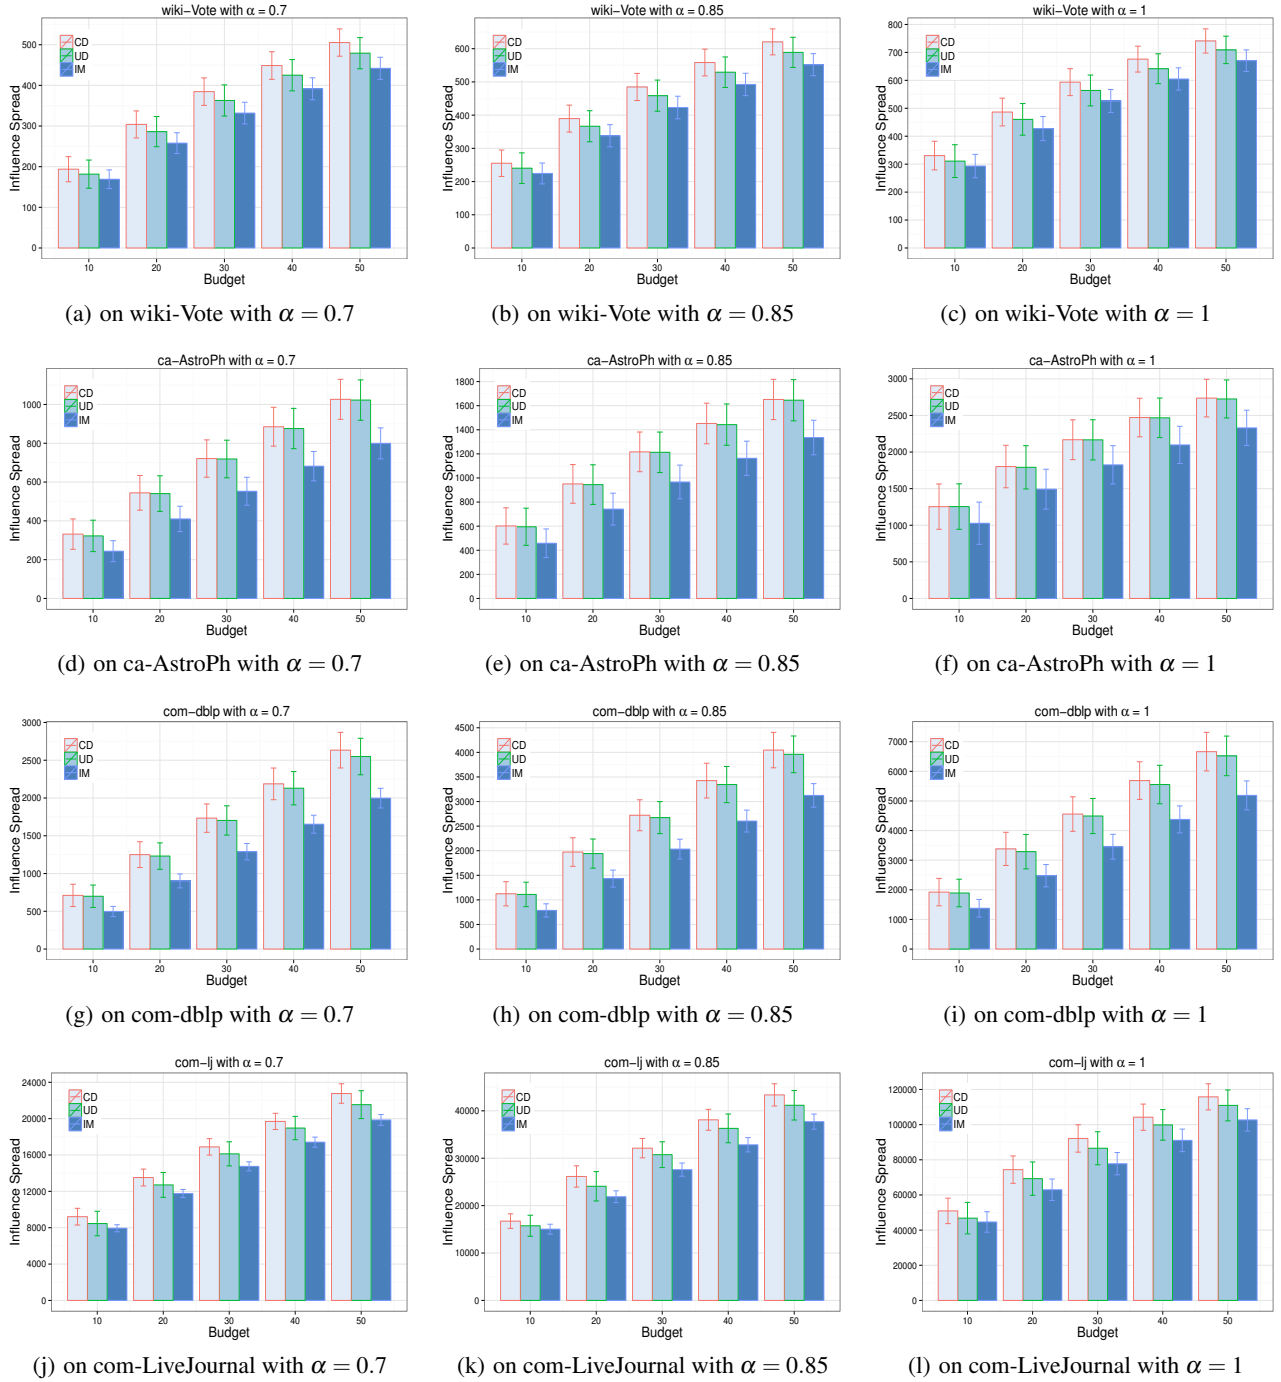 wiki-Vote with α = 0.7
Influence Spread
500
400
300
200
100
0
CD
UD
IM
10 20 30 40 50
Budget
(a) on wiki-Vote with α = 0.7
wiki-Vote with α = 0.85
Influence Spread
600
500
400
300
200
100
0
CD
UD
IM
10 20 30 40 50
Budget
(b) on wiki-Vote with α = 0.85
wiki-Vote with α = 1
Influence Spread
800
700
600
500
400
300
200
100
0
CD
UD
IM
10 20 30 40 50
Budget
(c) on wiki-Vote with α = 1
ca-AstroPh with α = 0.7
Influence Spread
1000
800
600
400
200
0
CD
UD
IM
10 20 30 40 50
Budget
(d) on ca-AstroPh with α = 0.7
ca-AstroPh with α = 0.85
Influence Spread
1800
1600
1400
1200
1000
800
600
400
200
0
CD
UD
IM
10 20 30 40 50
Budget
(e) on ca-AstroPh with α = 0.85
ca-AstroPh with α = 1
Influence Spread
3000
2500
2000
1500
1000
500
0
CD
UD
IM
10 20 30 40 50
Budget
(f) on ca-AstroPh with α = 1
com-dblp with α = 0.7
Influence Spread
3000
2500
2000
1500
1000
500
0
CD
UD
IM
10 20 30 40 50
Budget
(g) on com-dblp with α = 0.7
com-dblp with α = 0.85
Influence Spread
4500
4000
3500
3000
2500
2000
1500
1000
500
0
CD
UD
IM
10 20 30 40 50
Budget
(h) on com-dblp with α = 0.85
com-dblp with α = 1
Influence Spread
7000
6000
5000
4000
3000
2000
1000
0
CD
UD
IM
10 20 30 40 50
Budget
(i) on com-dblp with α = 1
com-lj with α = 0.7
Influence Spread
24000
20000
16000
12000
8000
4000
0
CD
UD
IM
10 20 30 40 50
Budget
(j) on com-LiveJournal with α = 0.7
com-lj with α = 0.85
Influence Spread
40000
30000
20000
10000
0
CD
UD
IM
10 20 30 40 50
Budget
(k) on com-LiveJournal with α = 0.85
com-lj with α = 1
Influence Spread
120000
100000
80000
60000
40000
20000
0
CD
UD
IM
10 20 30 40 50
Budget
(l) on com-LiveJournal with α = 1